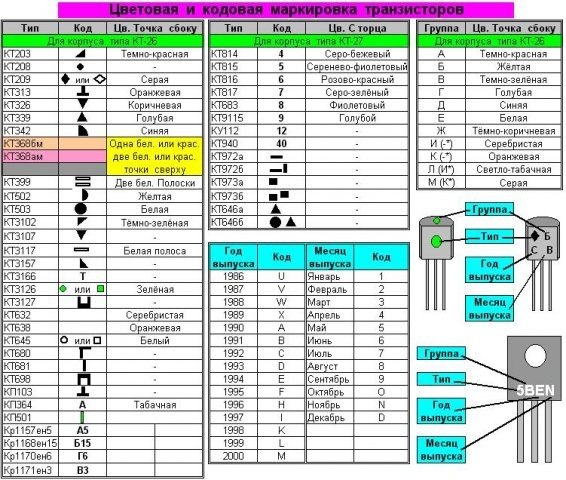 Цветовая и кодовая маркировка транзисторов
Тип Код Цв. Точка сбоку
Для корпуса типа КТ-26
КТ203 Темно-красная
КТ208 -
КТ209 или Серая
КТ313 Оранжевая
КТ326 Коричневая
КТ339 Голубая
КТ342 Синяя
КТ368бм Одна бел. или крас.
КТ368ам две бел. или крас.
точки сверху
КТ399 Две бел. Полоски
КТ502 Желтая
КТ503 Белая
КТ3102 Тёмно-зелёная
КТ3107 -
КТ3117 Белая полоса
КТ3157 -
КТ3166 Т -
КТ3126 или Зелёная
КТ3127 -
КТ632 Серебристая
КТ638 Оранжевая
КТ645 или Белый
КТ680 -
КТ681 -
КТ698 -
КП103 -
КП364 А Табачная
КП501
Кр1157ен5 А5
Кр1168ен15 Б15
Кр1170ен6 Г6
Кр1171ен3 В3
Тип Код Цв. С торца
Для корпуса типа КТ-27
КТ814 4 Серо-бежевый
КТ815 5 Серенево-фиолетовый
КТ816 6 Розово-красный
КТ817 7 Серо-зелёный
КТ683 8 Фиолетовый
КТ9115 9 Голубой
КУ112 12 -
КТ940 40 -
КТ972а -
КТ972б -
КТ973а -
КТ973б -
КТ646а -
КТ646б -
Год выпуска Код Месяц выпуска Код
1986 U Январь 1
1987 V Февраль 2
1988 W Март 3
1989 X Апрель 4
1990 A Май 5
1991 B Июнь 6
1992 C Июль 7
1993 D Август 8
1994 E Сентябрь 9
1995 F Октябрь O
1996 H Ноябрь N
1997 I Декабрь D
1998 K
1999 L
2000 M
Группа Цв. Точка сбоку
Для корпуса типа КТ-26
А Темно-красная
Б Жёлтая
В Темно-зелёная
Г Голубая
Д Синяя
Е Белая
Ж Тёмно-коричневая
И (-*) Серебристая
К (-*) Оранжевая
Л (И*) Светло-табачная
М (К*) Серая
Группа
Тип
Б
С В
Год
выпуска
Месяц
выпуска
Группа
Тип
5BEN
Год
выпуска
Месяц
выпуска